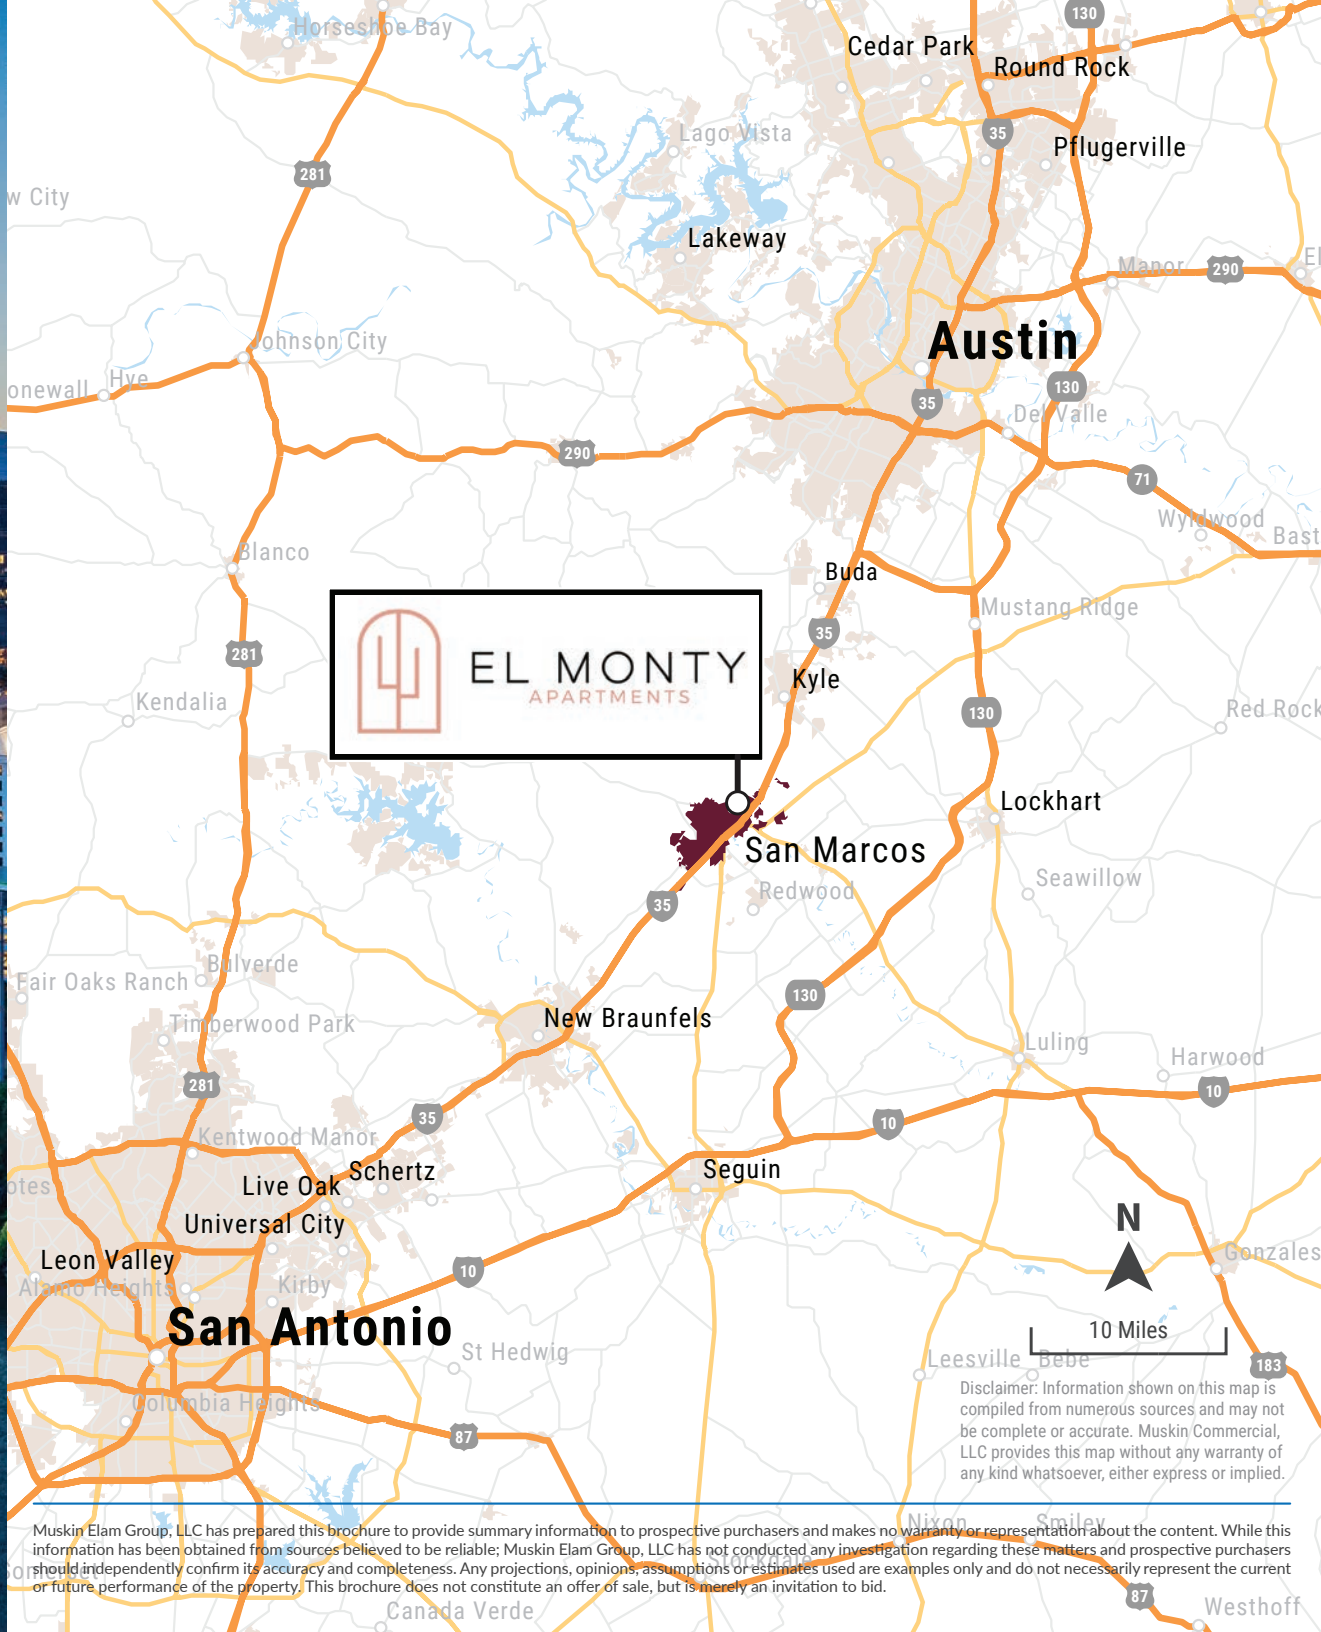 Horseshoe Bay
130
Cedar Park
Round Rock
35
Lago Vista
Pflugerville
281
w City
Lakeway
Manor
290
El
Austin
Johnson City
onewall
Hye
130
35
Del Valle
290
71
Wyldwood
Bast
Blanco
Buda
Mustang Ridge
35
281
EL MONTY
APARTMENTS
Kyle
Kendalia
130
Red Rock
Lockhart
San Marcos
Redwood
Seawillow
35
Bulverde
Fair Oaks Ranch
130
New Braunfels
Timberwood Park
Luling
Harwood
281
10
35
10
Kentwood Manor
Schertz
Seguin
Live Oak
otes
Universal City
N
Leon Valley
Gonzales
10
Alamo Heights
Kirby
San Antonio
10 Miles
St Hedwig
Leesville
Bebe
183
Disclaimer: Information shown on this map is
compiled from numerous sources and may not
be complete or accurate. Muskin Commercial,
LLC provides this map without any warranty of
any kind whatsoever, either express or implied.
Columbia Heights
87
Nixon
Smiley
Muskin Elam Group, LLC has prepared this brochure to provide summary information to prospective purchasers and makes no warranty or representation about the content. While this
information has been obtained from sources believed to be reliable; Muskin Elam Group, LLC has not conducted any investigation regarding these matters and prospective purchasers
should independently confirm its accuracy and completeness. Any projections, opinions, assumptions or estimates used are examples only and do not necessarily represent the current
or future performance of the property. This brochure does not constitute an offer of sale, but is merely an invitation to bid.
Stockdale
87
Canada Verde
Westhoff